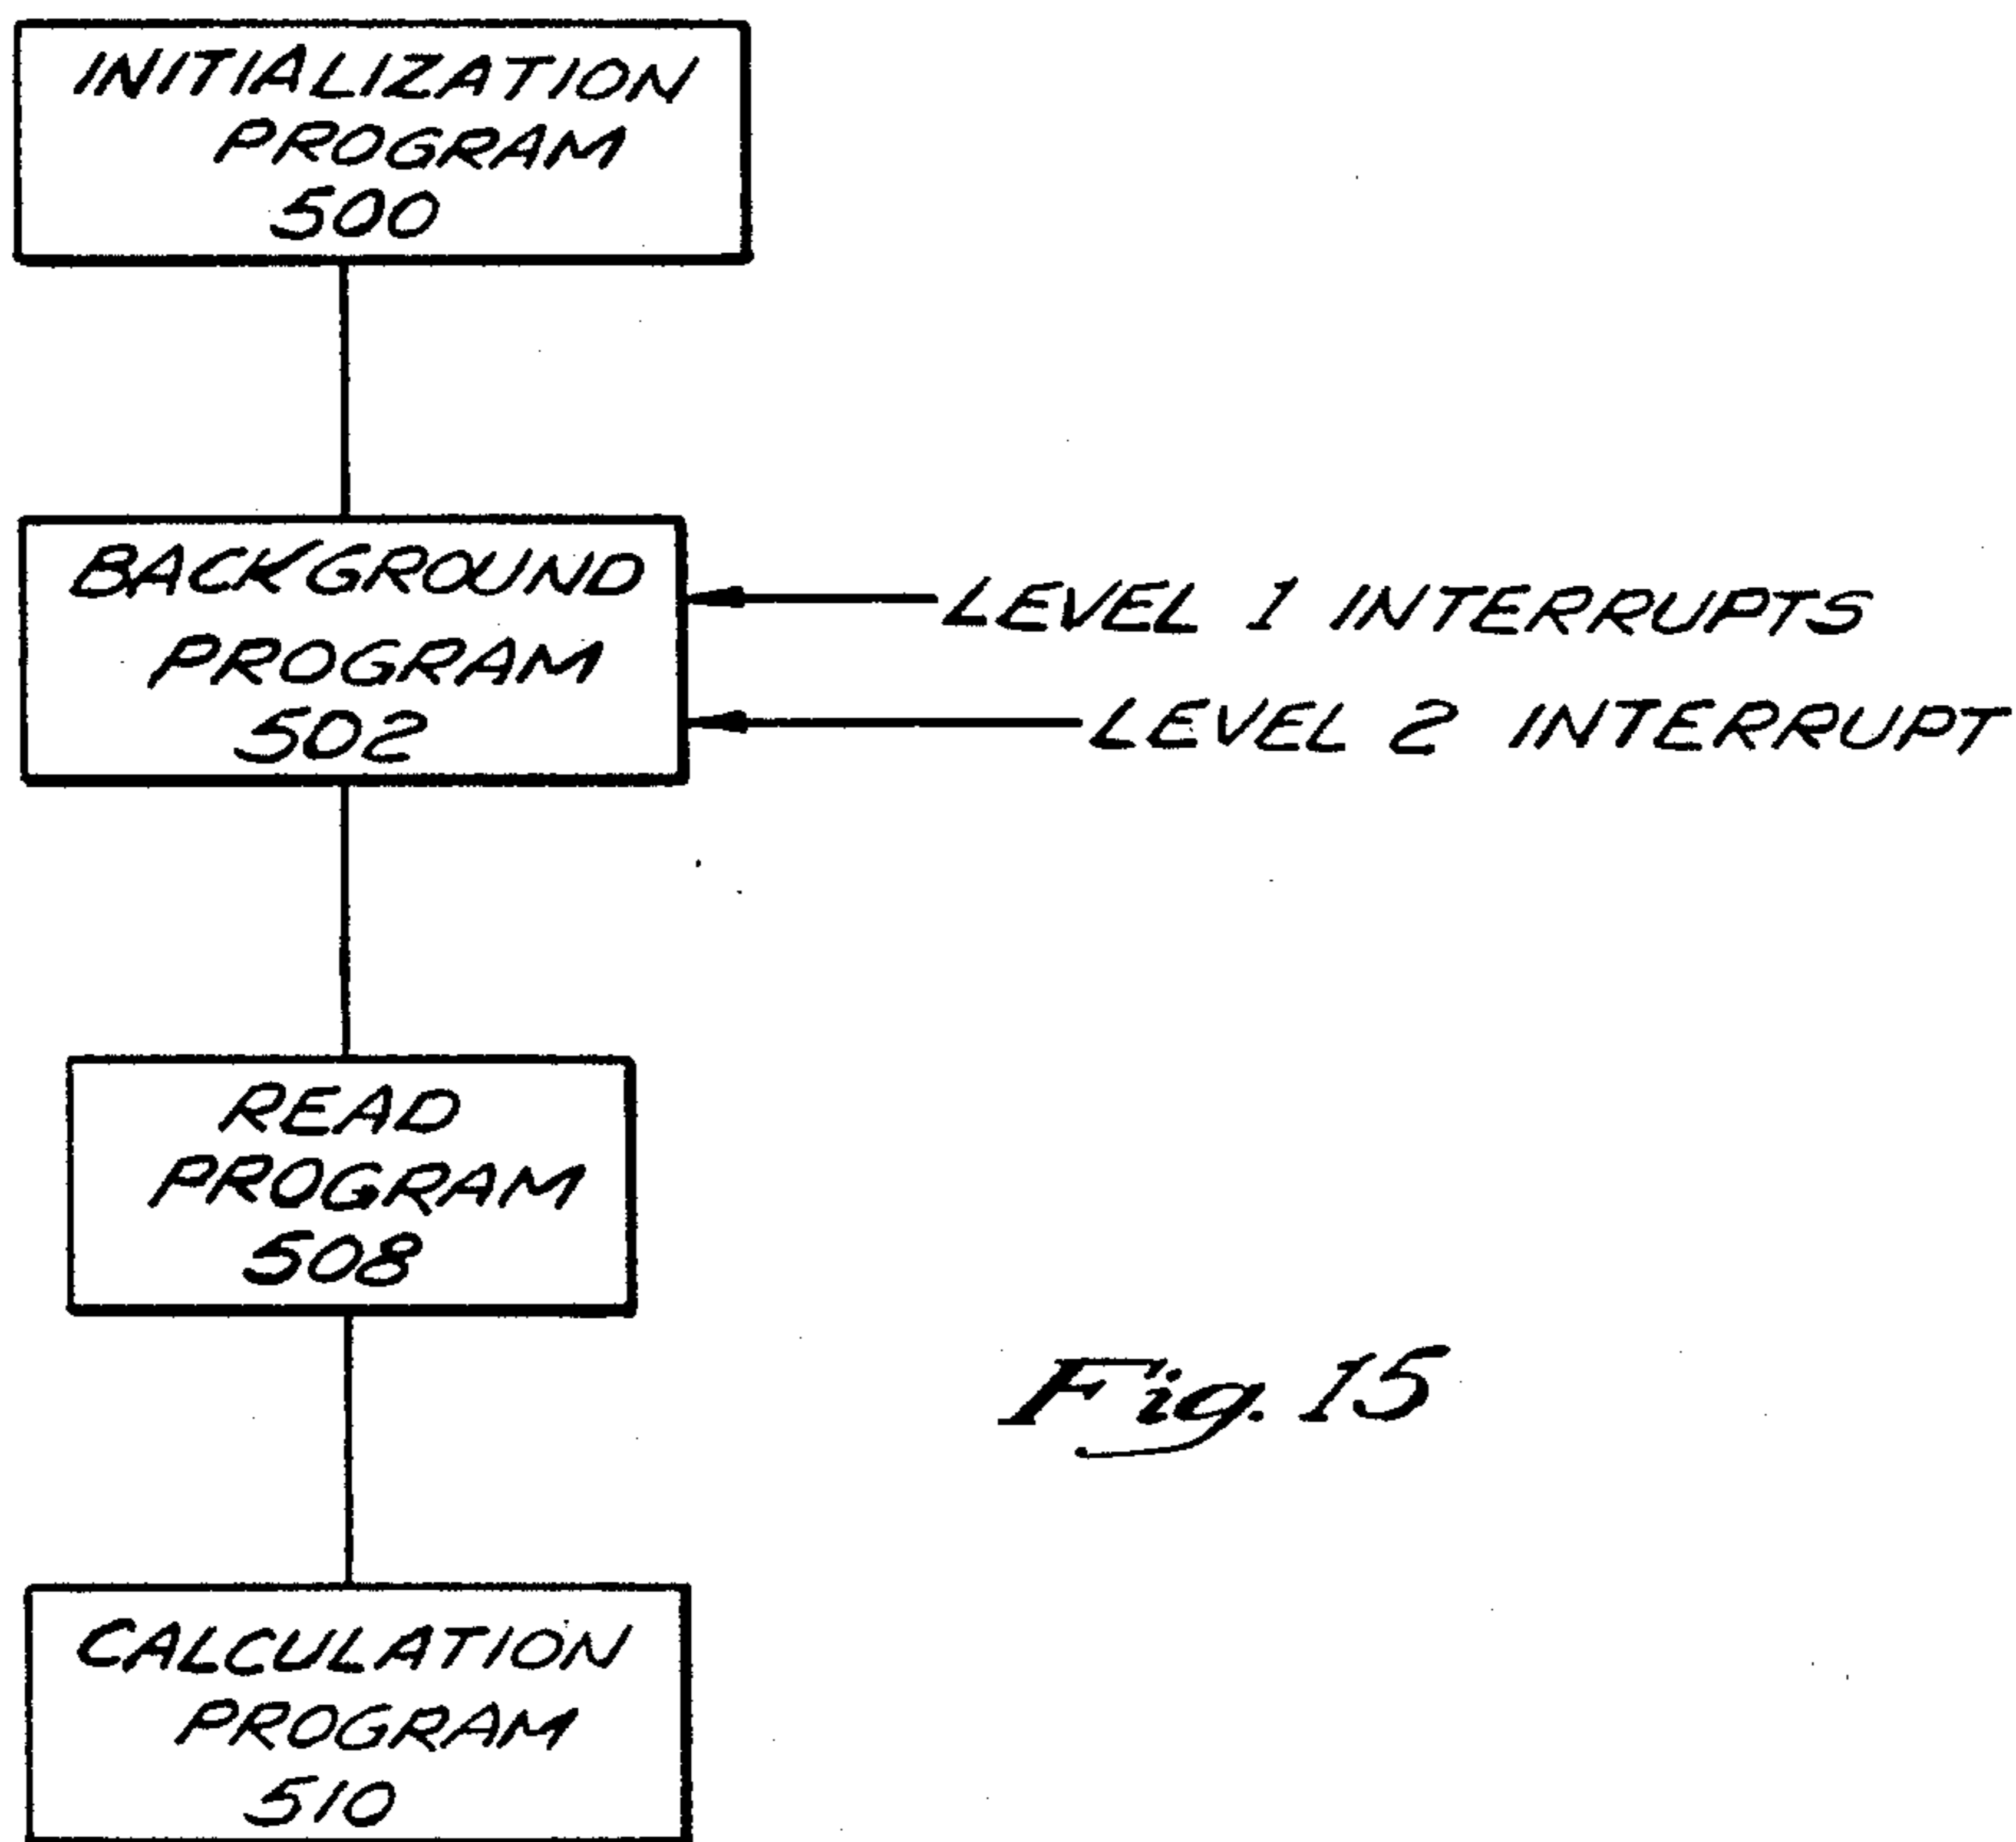 INITIALIZATION
PROGRAM
500
BACKGROUND
PROGRAM
502
LEVEL 1 INTERRUPTS
LEVEL 2 INTERRUPT
READ
PROGRAM
508
Fig. 15
CALCULATION
PROGRAM
510